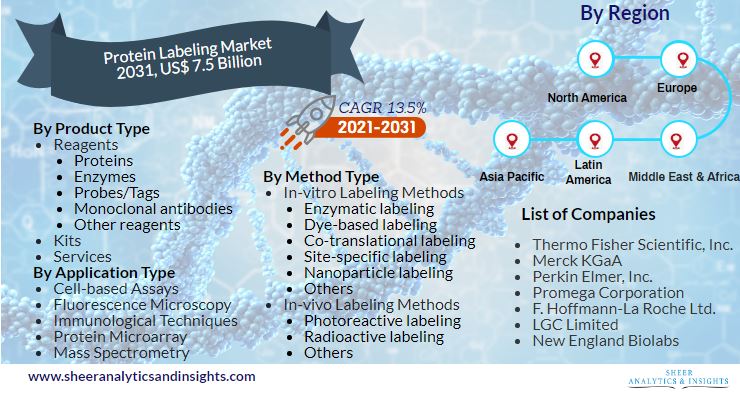 Protein Labeling Market
2031, US$ 7.5 Billion
CAGR 13.5%
2021-2031
By Product Type
• Reagents
• Proteins
• Enzymes
• Probes/Tags
• Monoclonal antibodies
• Other reagents
• Kits
• Services
By Application Type
• Cell-based Assays
• Fluorescence Microscopy
• Immunological Techniques
• Protein Microarray
• Mass Spectrometry
By Method Type
• In-vitro Labeling Methods
• Enzymatic labeling
• Dye-based labeling
• Co-translational labeling
• Site-specific labeling
• Nanoparticle labeling
• Others
• In-vivo Labeling Methods
• Photoreactive labeling
• Radioactive labeling
• Others
By Region
North America
Europe
Asia Pacific
Latin
America
Middle East & Africa
List of Companies
• Thermo Fisher Scientific, Inc.
• Merck KGaA
• Perkin Elmer, Inc.
• Promega Corporation
• F. Hoffmann-La Roche Ltd.
• LGC Limited
• New England Biolabs
www.sheeranalyticsandinsights.com
SHEER
ANALYTICS & INSIGHTS